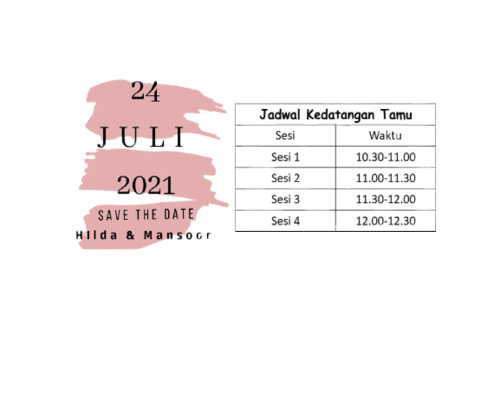 24
JULI
2021
SAVE THE DATE
Hilda & Mansoor
Jadwal Kedatangan Tamu
Sesi Waktu
Sesi 1 10.30-11.00
Sesi 2 11.00-11.30
Sesi 3 11.30-12.00
Sesi 4 12.00-12.30